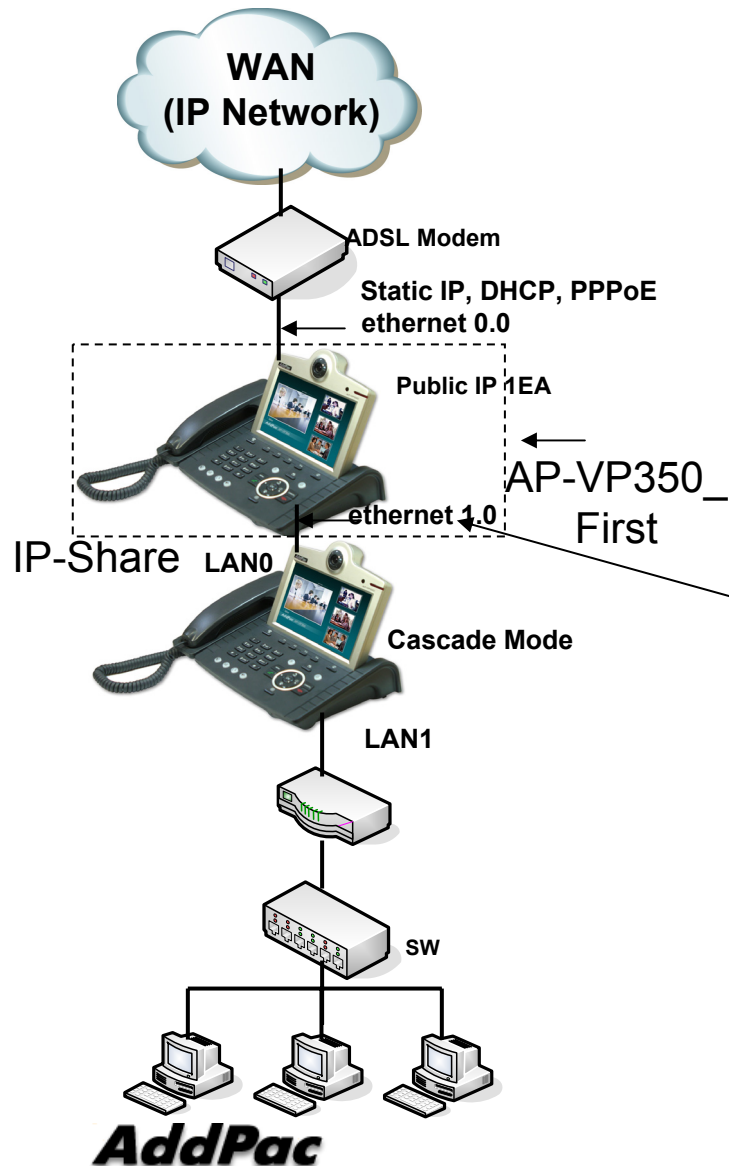 WAN
(IP Network)
ADSL Modem
Static IP, DHCP, PPPoE
ethernet 0.0
Public IP 1EA
AP-VP350_
First
ethernet 1.0
IP-Share
LAN0
Cascade Mode
LAN1
SW
AddPac